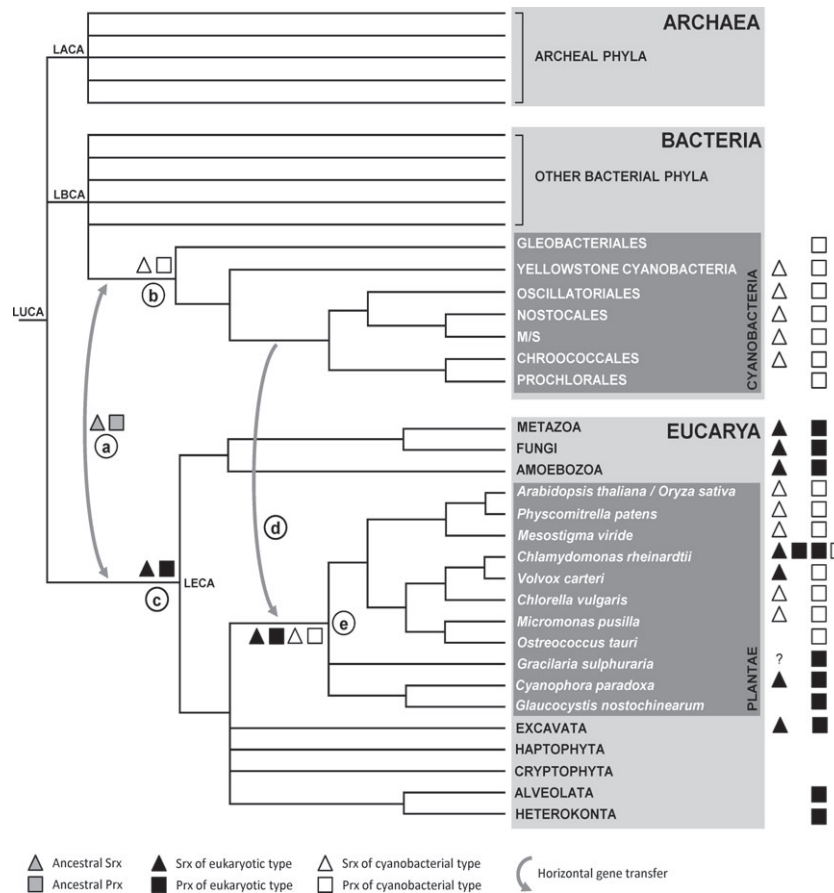 ARCHAEA
LACA
ARCHEAL PHYLA
BACTERIA
LBCA
OTHER BACTERIAL PHYLA
GLEOBACTERIALES
YELLOWSTONE CYANOBACTERIA
b
OSCILLATORIALES
LUCA
NOSTOCALES
M/S
CHROOCOCCALES
PROCHLORALES
CYANOBACTERIA
METAZOA
EUCARYA
a
FUNGI
AMOEBOZOA
Arabidopsis thaliana / Oryza sativa
Physcomitrella patens
d
Mesostigma viride
Chlamydomonas rheinardtii
LECA
Volvox carteri
c
Chlorella vulgaris
e
Micromonas pusilla
Ostreococcus tauri
Gracilaria sulphuraria
?
Cyanophora paradoxa
Glaucocystis nostochinearum
PLANTAE
EXCAVATA
HAPTOPHYTA
CRYPTOPHYTA
ALVEOLATA
HETEROKONTA
Ancestral Srx
Srx of eukaryotic type
Srx of cyanobacterial type
Horizontal gene transfer
Ancestral Prx
Prx of eukaryotic type
Prx of cyanobacterial type